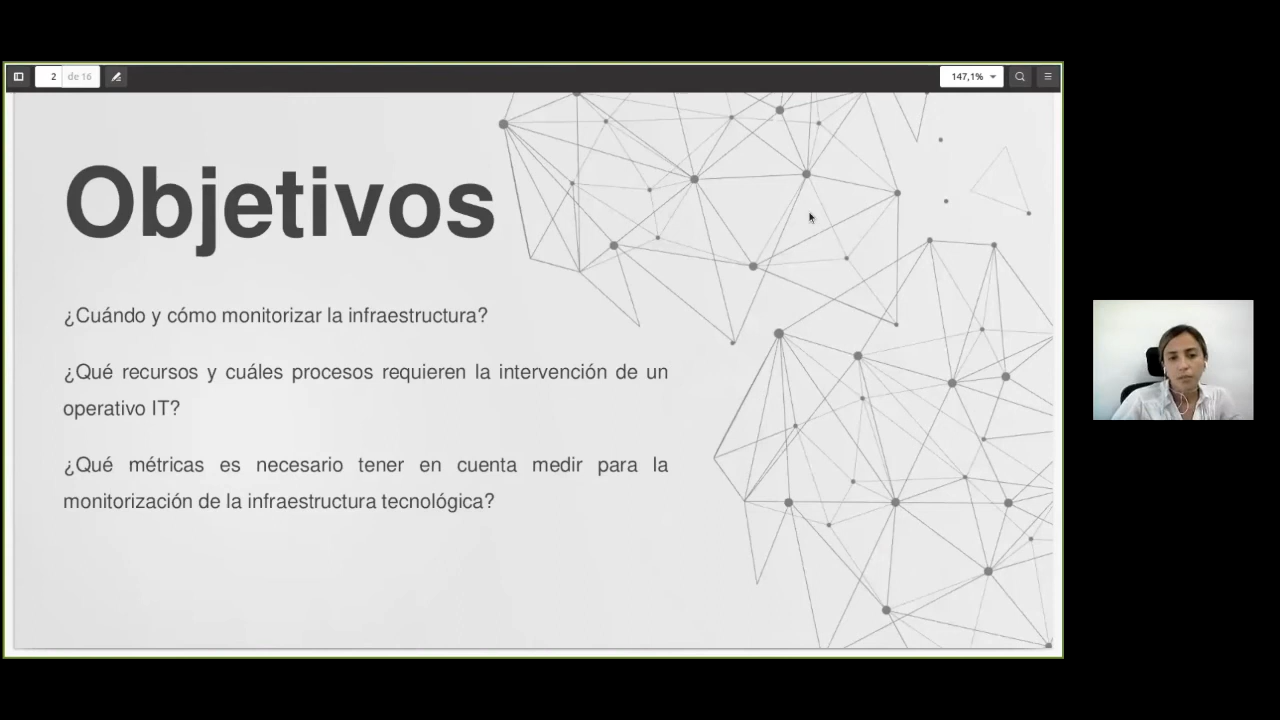 2 de 16
147,1%
Objetivos
¿Cuándo y cómo monitorizar la infraestructura?
¿Qué recursos y cuáles procesos requieren la intervención de un
operativo IT?
¿Qué métricas es necesario tener en cuenta medir para la
monitorización de la infraestructura tecnológica?